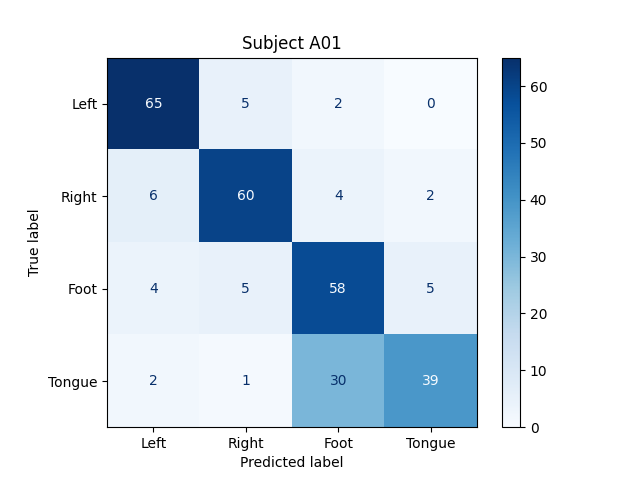 Subject A01
True label
Left 65 5 2 0
Right 6 60 4 2
Foot 4 5 58 5
Tongue 2 1 30 39
Left Right Foot Tongue
Predicted label
60
50
40
30
20
10
0